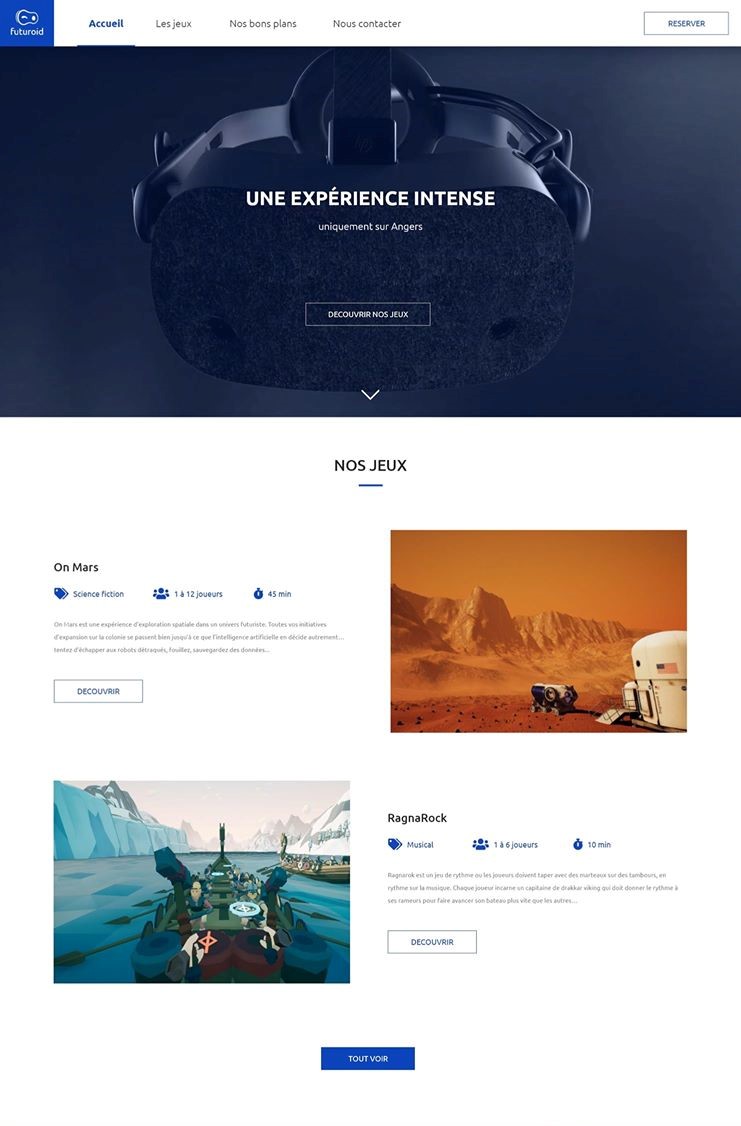 futuroid
Accueil
Les jeux
Nos bons plans
Nous contacter
RESERVER
hp
UNE EXPÉRIENCE INTENSE
uniquement sur Angers
DECOUVRIR NOS JEUX
NOS JEUX
On Mars
Science fiction
1 à 12 joueurs
45 min
On Mars est une expérience d'exploration spatiale dans un univers futuriste. Toutes vos initiatives
d'expansion sur la colonie se passent bien jusqu'à ce que l'intelligence artificielle en décide autrement…
tentez d'échapper aux robots détraqués, fouillez, sauvegardez des données...
DECOUVRIR
RagnaRock
Musical
1 à 6 joueurs
10 min
Ragnarok est un jeu de rythme ou les joueurs doivent taper avec des marteaux sur des tambours, en
rythme sur la musique. Chaque joueur incarne un capitaine de drakkar viking qui doit donner le rythme à
ses rameurs pour faire avancer son bateau plus vite que les autres…
DECOUVRIR
TOUT VOIR